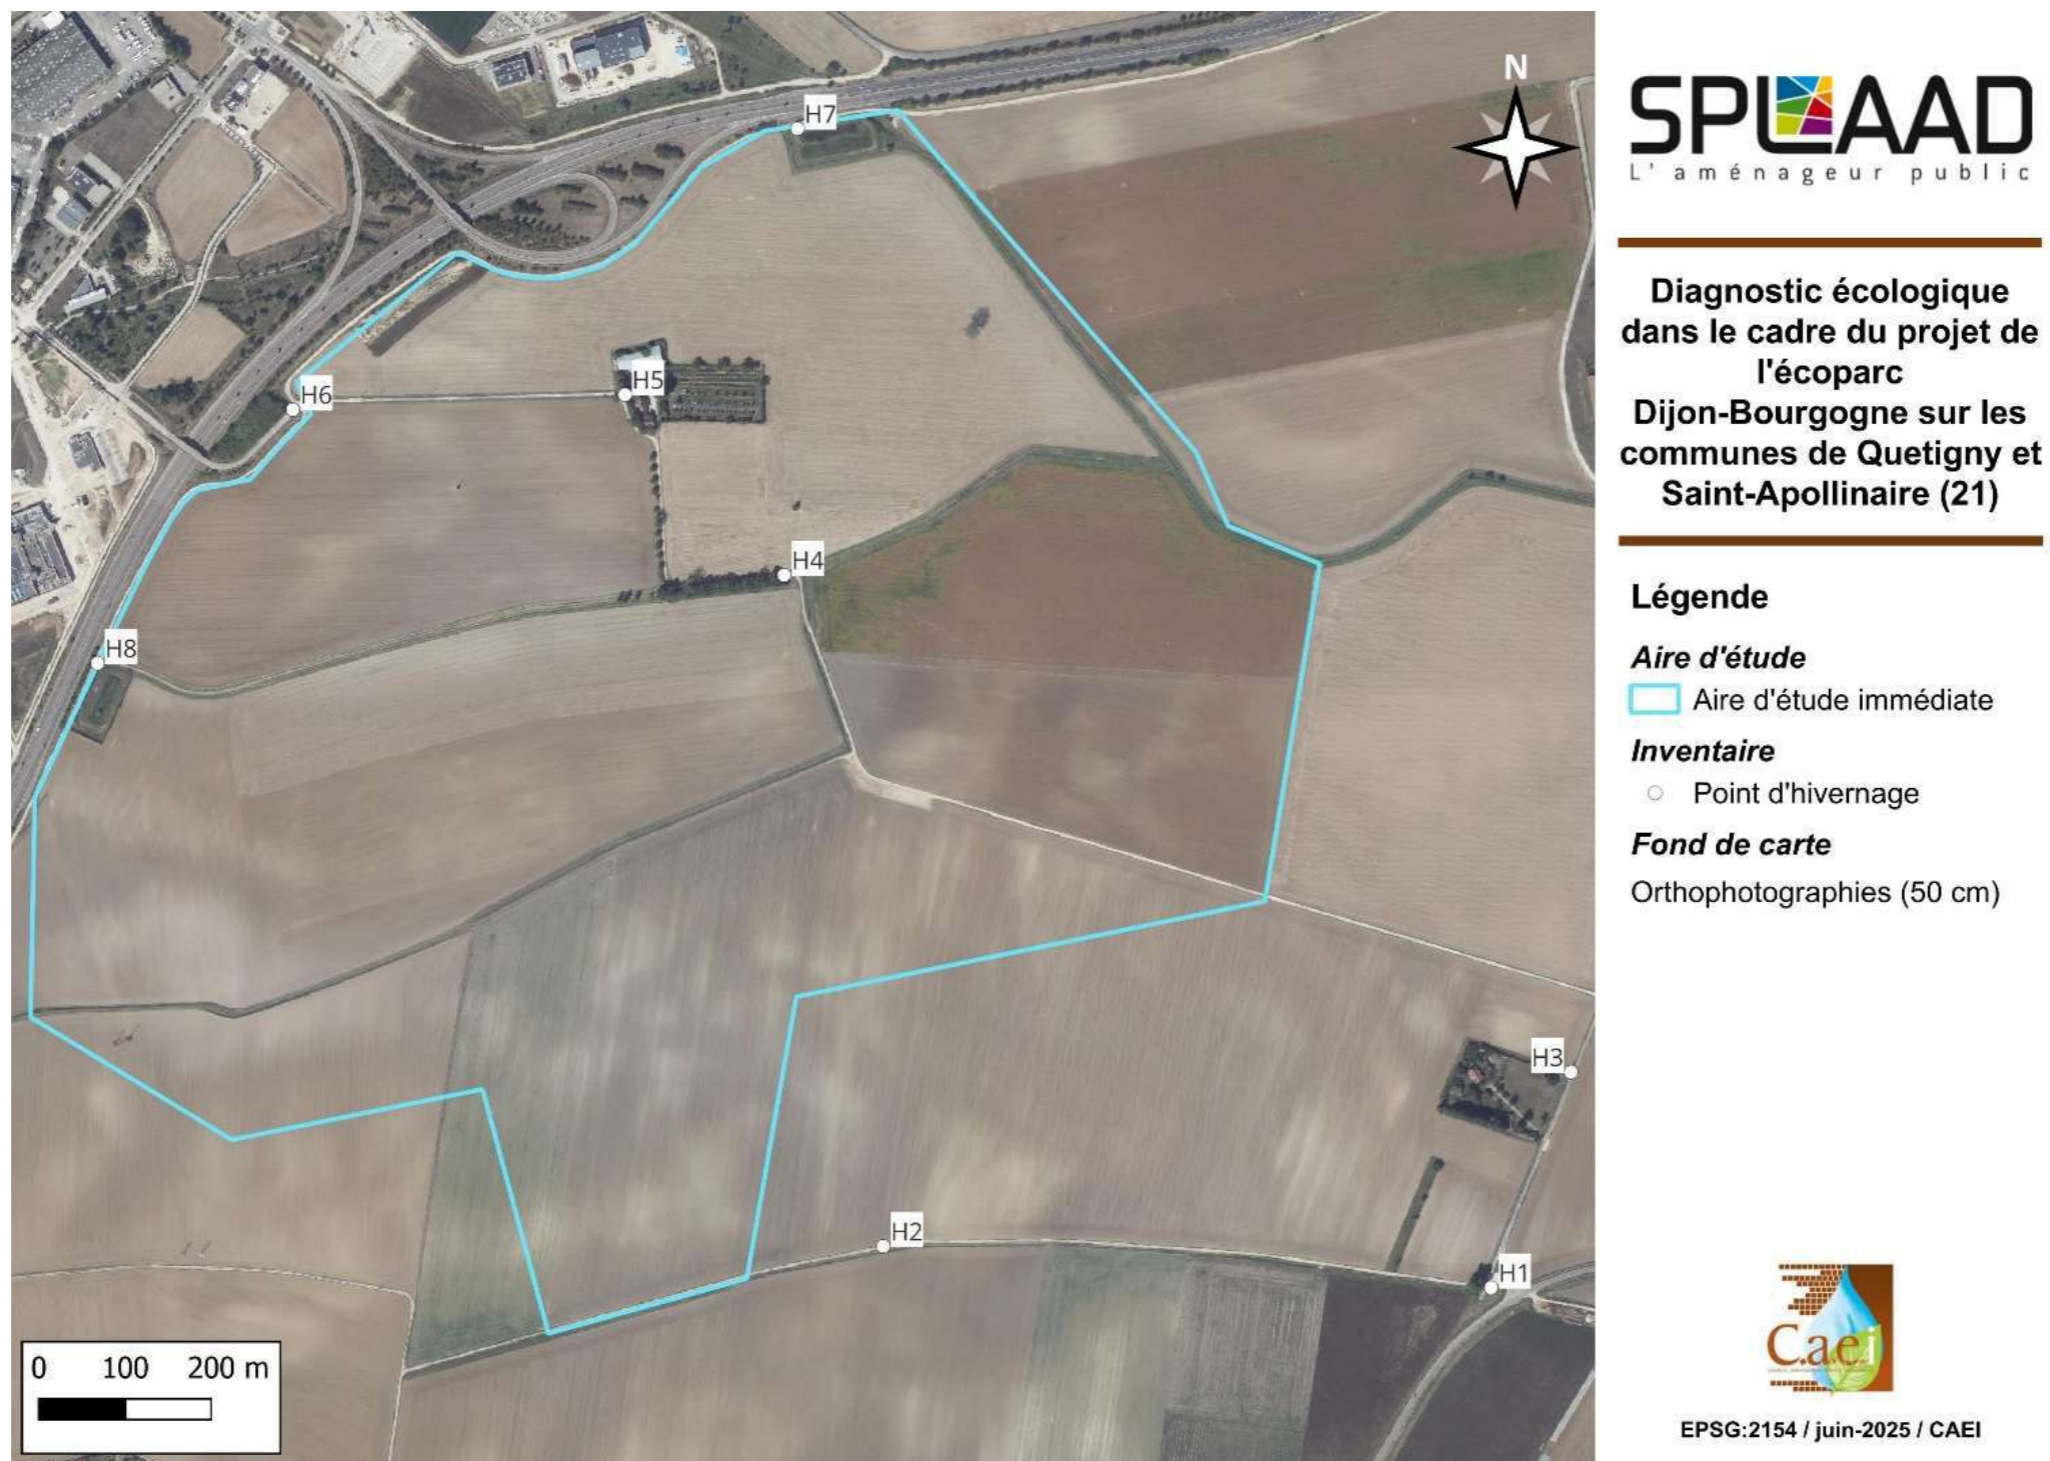 N
H7
H5
H6
H4
H8
H3
H2
H1
0 100 200 m
SPLAAD
L'aménageur public
Diagnostic écologique
dans le cadre du projet de
l'écoparc
Dijon-Bourgogne sur les
communes de Quetigny et
Saint-Apollinaire (21)
Légende
Aire d'étude
Aire d'étude immédiate
Inventaire
Point d'hivernage
Fond de carte
Orthophotographies (50 cm)
C.a.e.i
EPSG:2154 / juin-2025 / CAEI